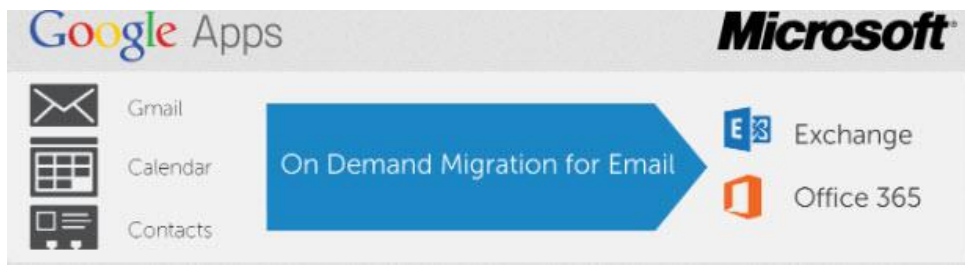 Google Apps
Microsoft
Gmail
Calendar
Contacts
On Demand Migration for Email
Exchange
Office 365